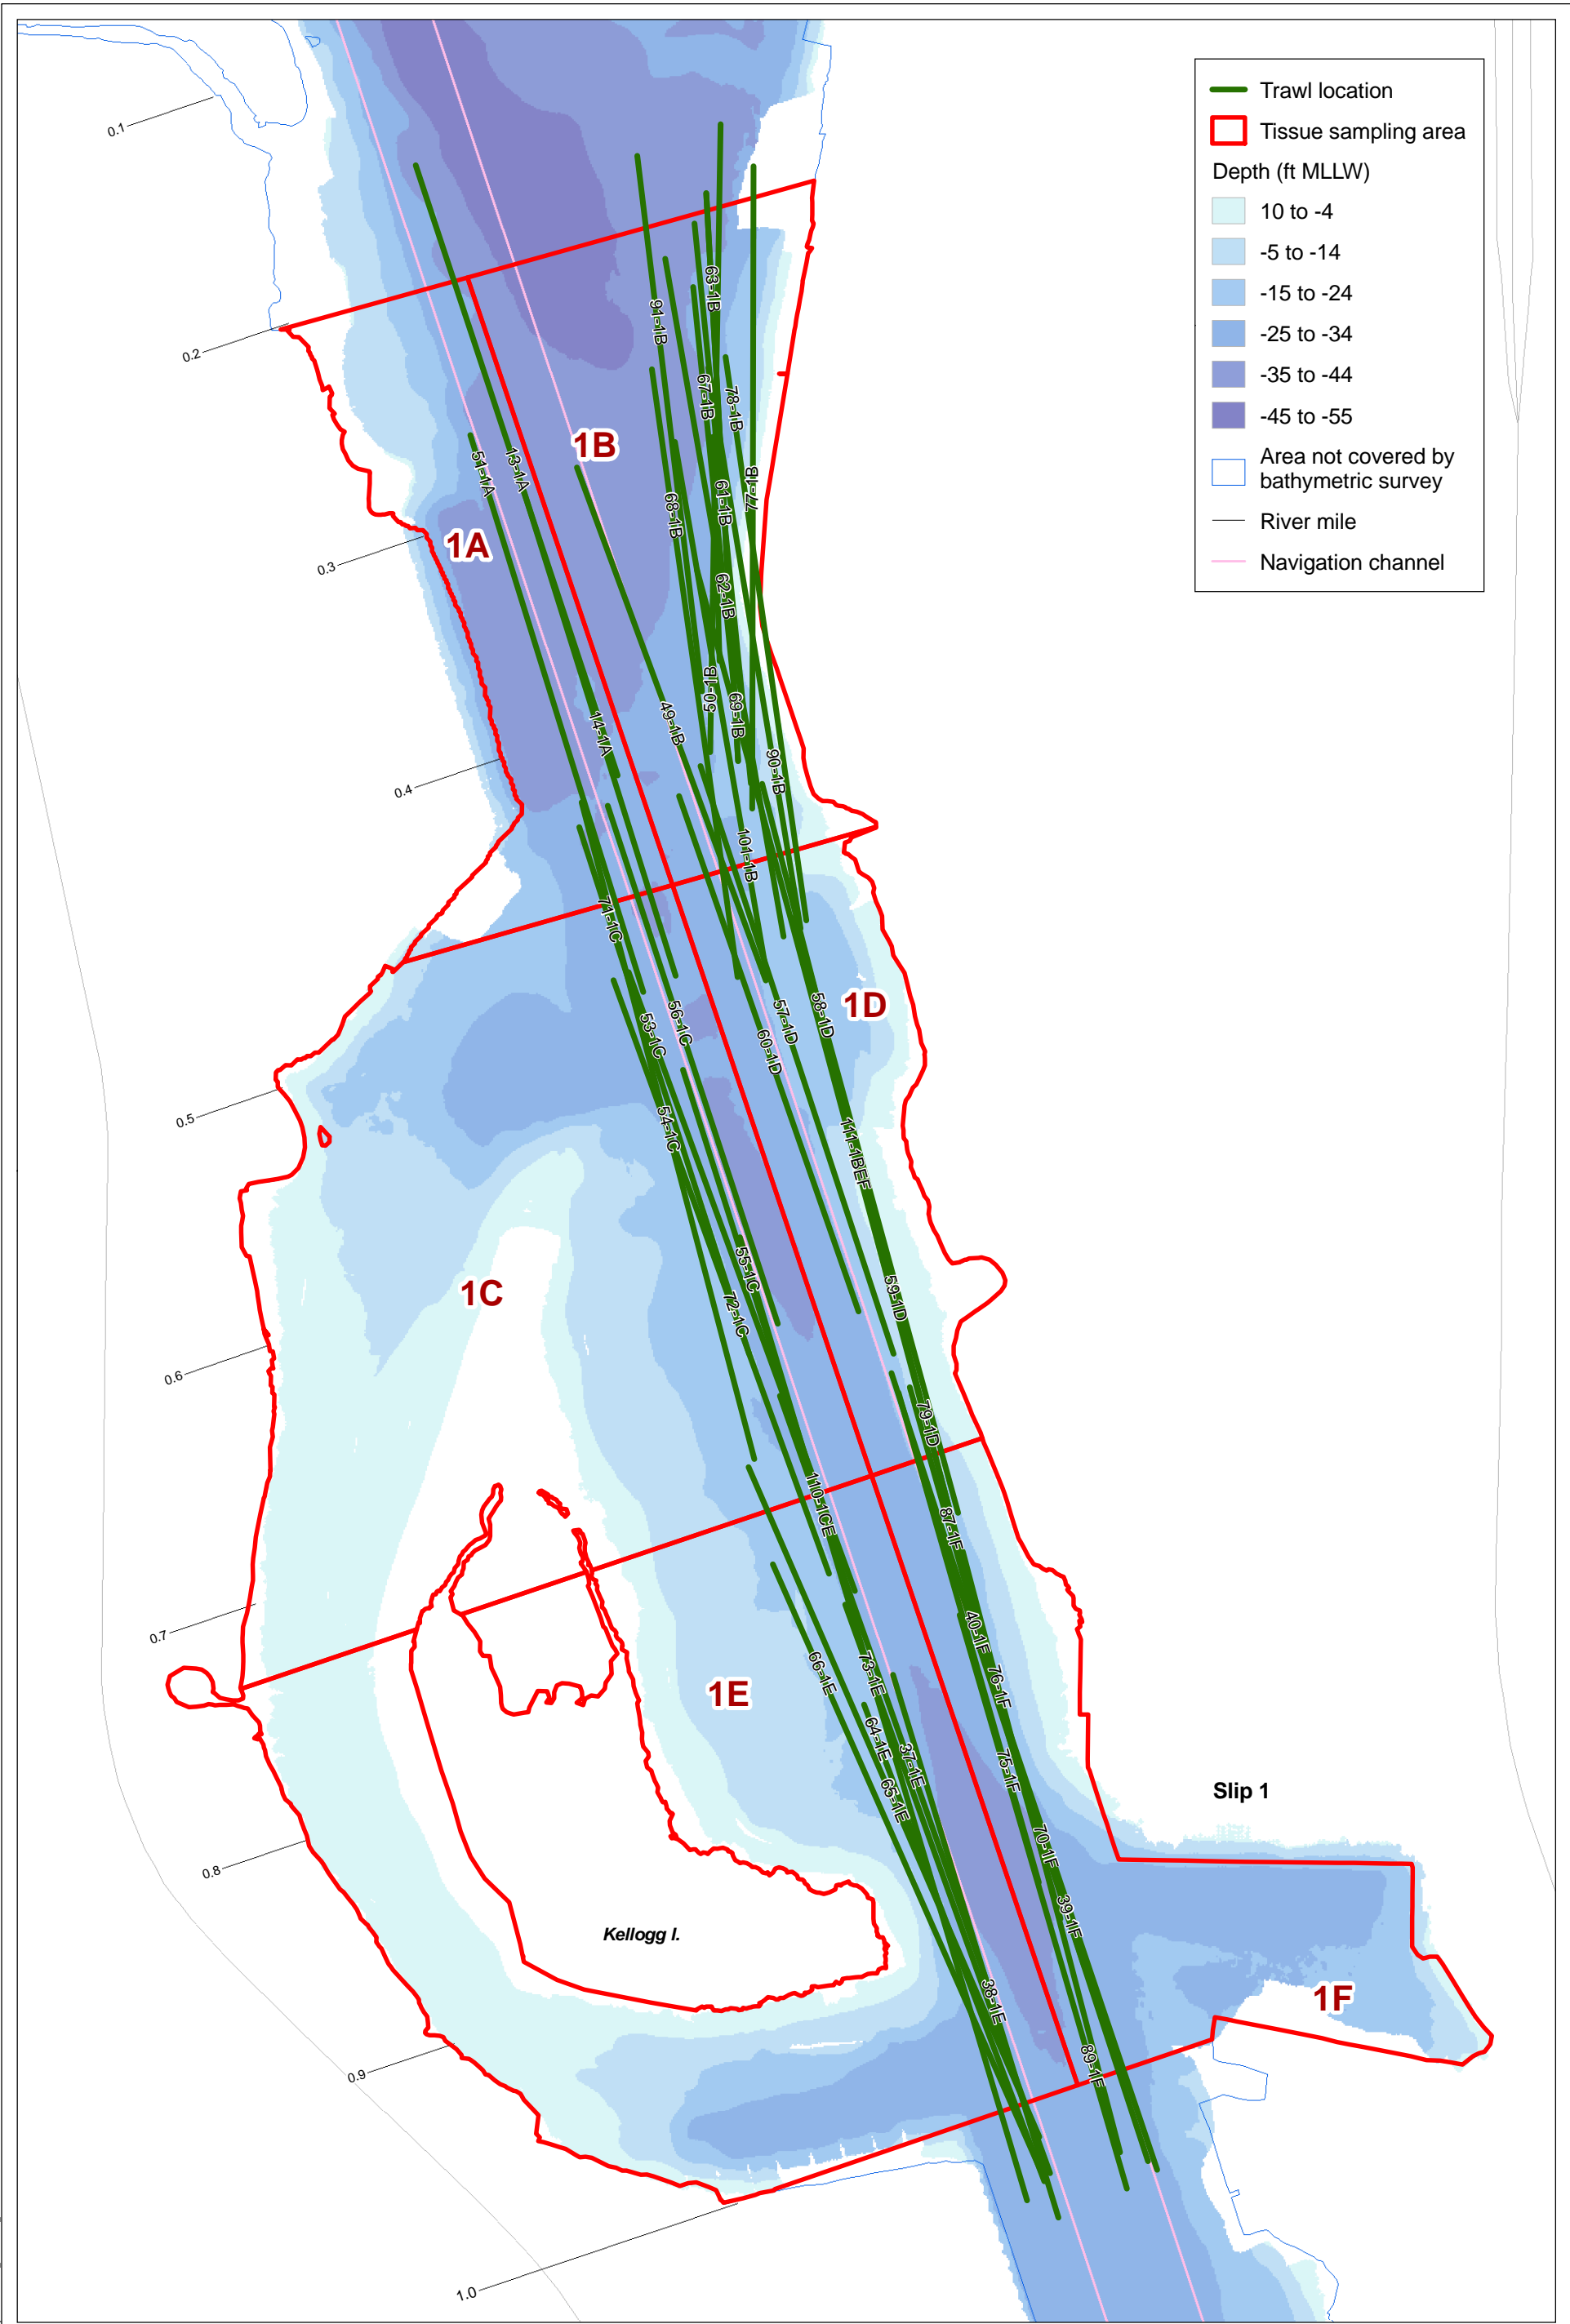 Trawl location
Tissue sampling area
Depth (ft MLLW)
10 to -4
-5 to -14
-15 to -24
-25 to -34
-35 to -44
-45 to -55
Area not covered by
bathymetric survey
River mile
Navigation channel
0.1
0.2
0.3
0.4
0.5
0.6
0.7
0.8
0.9
1.0
63-1B
91-1B
67-1B
78-1B
1B
13-1A
51-1A
77-1B
61-1B
68-1B
1A
62-1B
50-1B
69-1B
49-1B
14-1A
90-1B
101-1B
71-1C
1D
58-1D
57-1D
56-1C
53-1C
60-1D
54-1C
111-1BEF
55-1C
1C
59-1D
72-1C
79-1D
110-1CE
87-1F
40-1F
66-1E
73-1E
76-1F
1E
64-1E
37-1E
75-1F
65-1E
Slip 1
70-1F
39-1F
Kellogg I.
38-1E
1F
89-1F